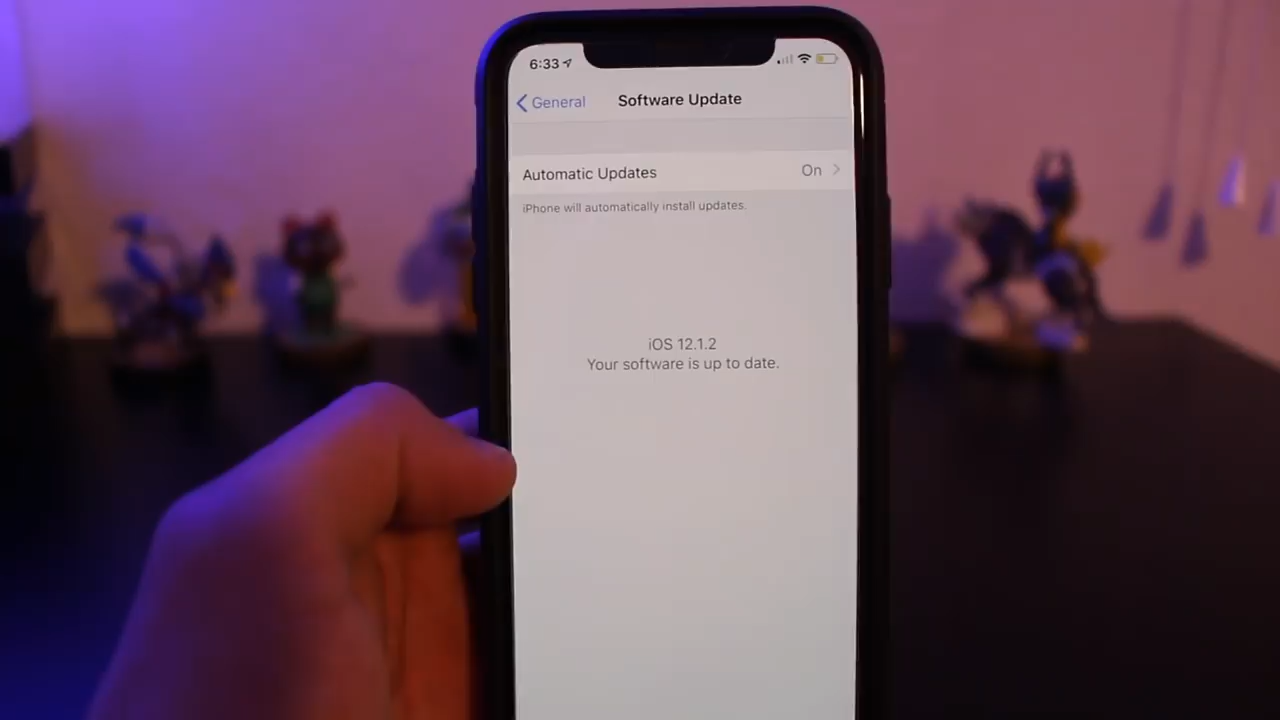 6:33
General
Software Update
Automatic Updates
On
iPhone will automatically install updates.
iOS 12.1.2
Your software is up to date.